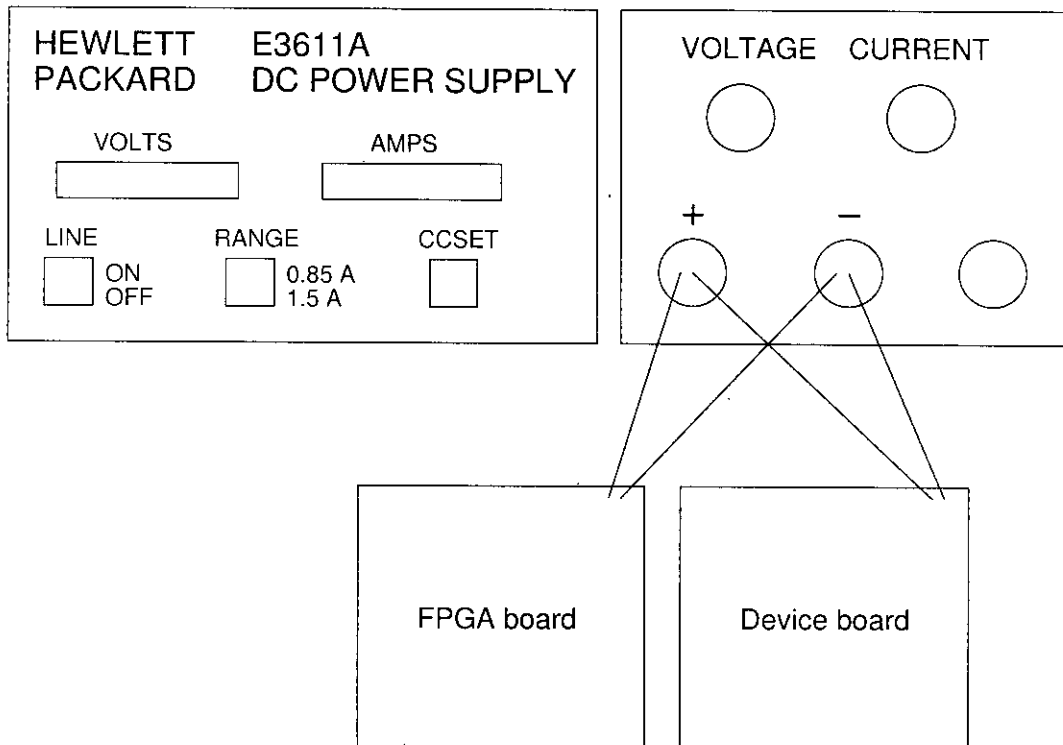 HEWLETT PACKARD
E3611A
DC POWER SUPPLY
VOLTS
AMPS
LINE
ON
OFF
RANGE
0.85 A
1.5 A
CCSET
VOLTAGE
CURRENT
+
−
FPGA board
Device board